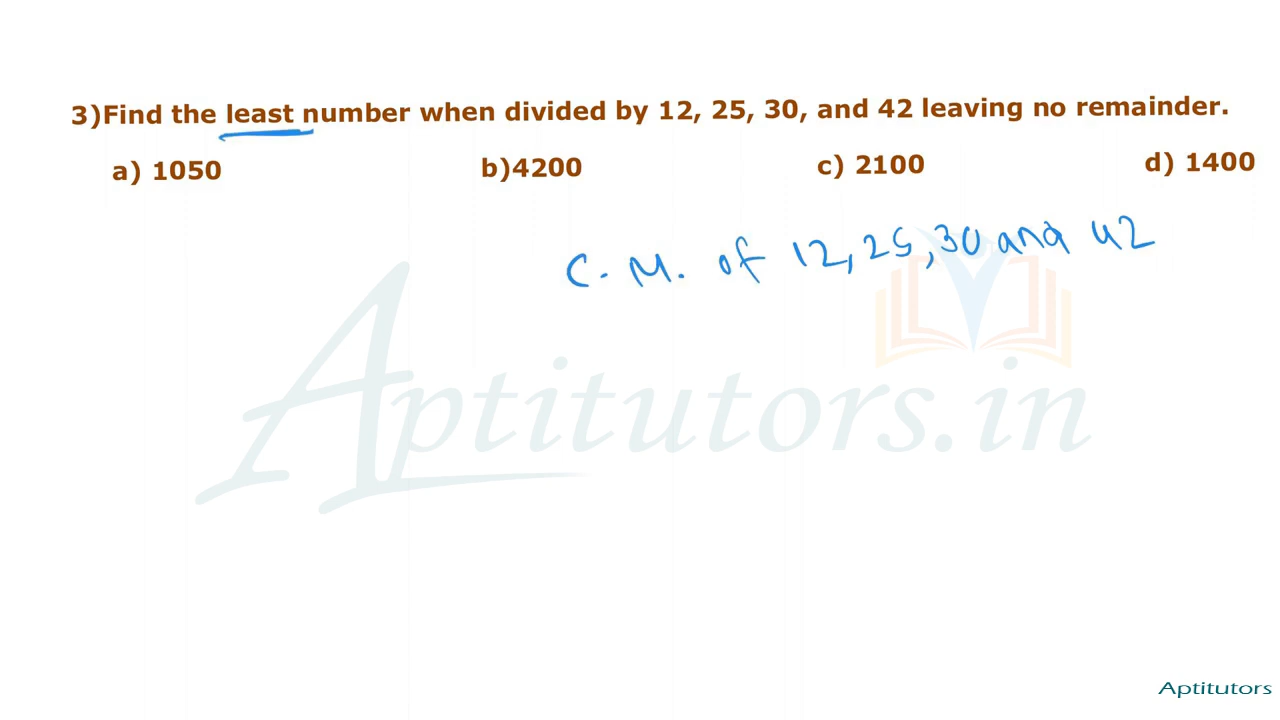 3)Find the least number when divided by 12, 25, 30, and 42 leaving no remainder.
a) 1050 b)4200 c) 2100 d) 1400
C. M. of 12, 25, 30 and 42
Aptitutors.in
Aptitutors